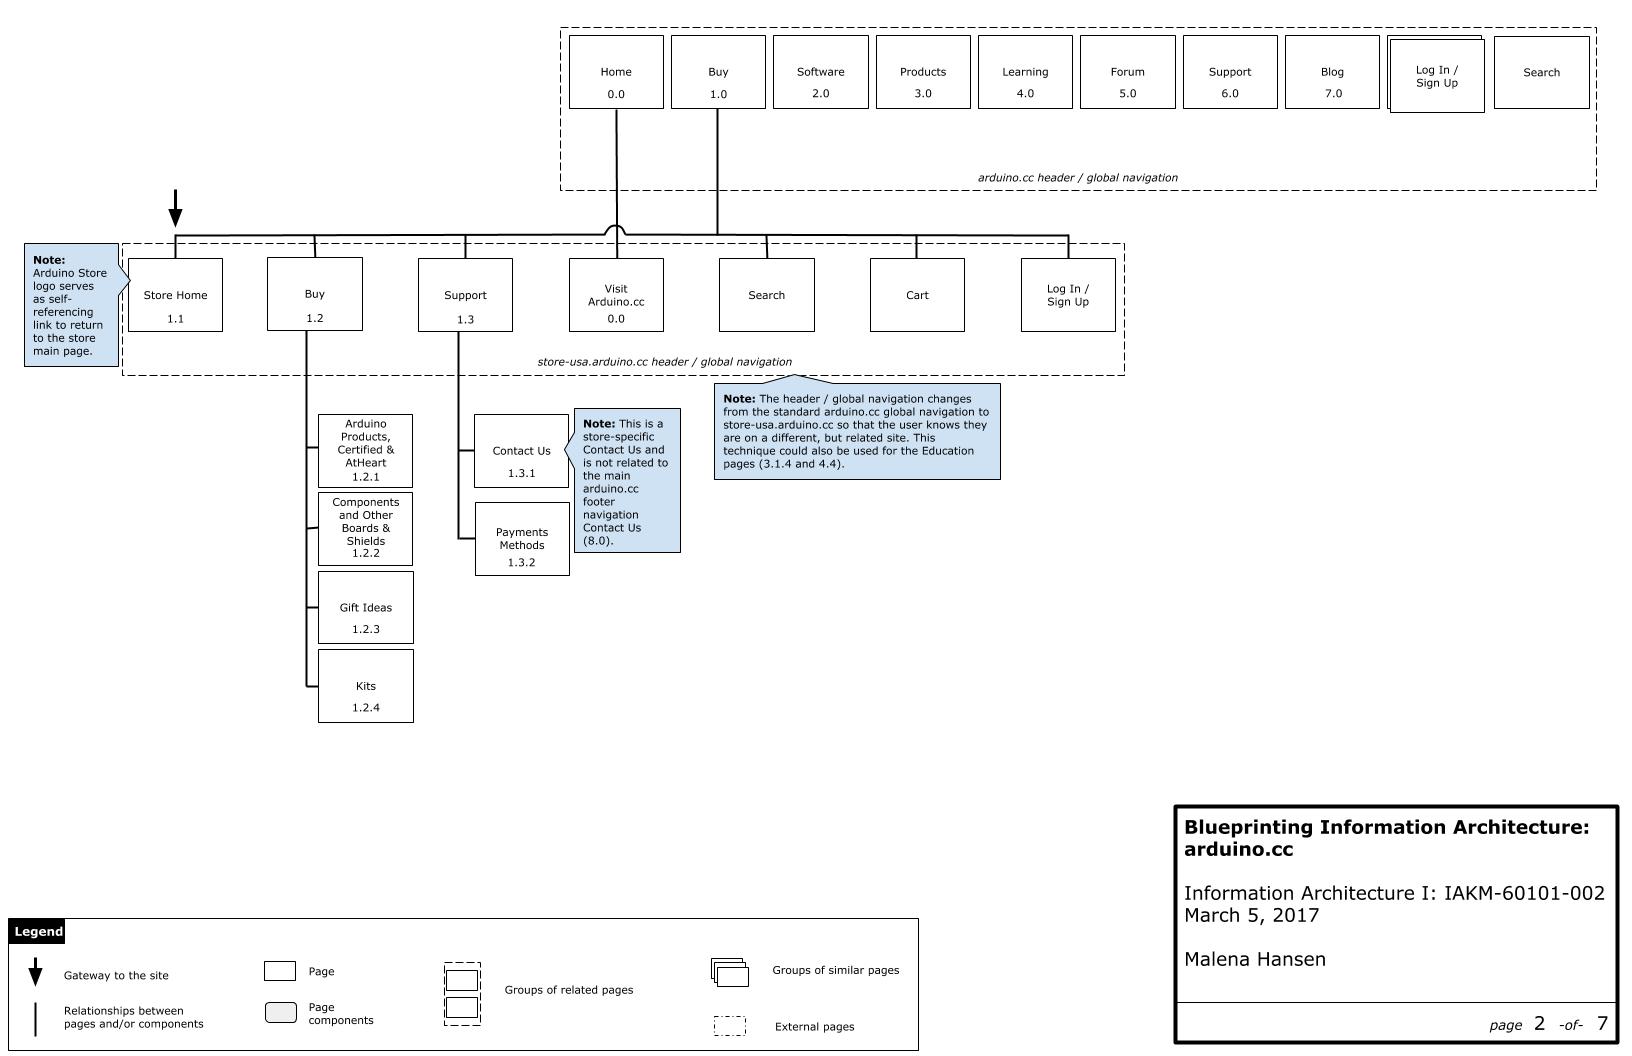 Home
0.0
Buy
1.0
Software
2.0
Products
3.0
Learning
4.0
Forum
5.0
Support
6.0
Blog
7.0
Log In /
Sign Up
Search
arduino.cc header / global navigation
Note:
Arduino Store
logo serves
as self-
referencing
link to return
to the store
main page.
Store Home
1.1
Buy
1.2
Support
1.3
Visit
Arduino.cc
0.0
Search
Cart
Log In /
Sign Up
store-usa.arduino.cc header / global navigation
Note: The header / global navigation changes
from the standard arduino.cc global navigation to
store-usa.arduino.cc so that the user knows they
are on a different, but related site. This
technique could also be used for the Education
pages (3.1.4 and 4.4).
Arduino
Products,
Certified &
AtHeart
1.2.1
Components
and Other
Boards &
Shields
1.2.2
Gift Ideas
1.2.3
Kits
1.2.4
Contact Us
1.3.1
Payments
Methods
1.3.2
Note: This is a
store-specific
Contact Us and
is not related to
the main
arduino.cc
footer
navigation
Contact Us
(8.0).
Blueprinting Information Architecture:
arduino.cc
Information Architecture I: IAKM-60101-002
March 5, 2017
Malena Hansen
page 2 -of- 7
Legend
Gateway to the site
Relationships between
pages and/or components
Page
Page
components
Groups of related pages
Groups of similar pages
External pages